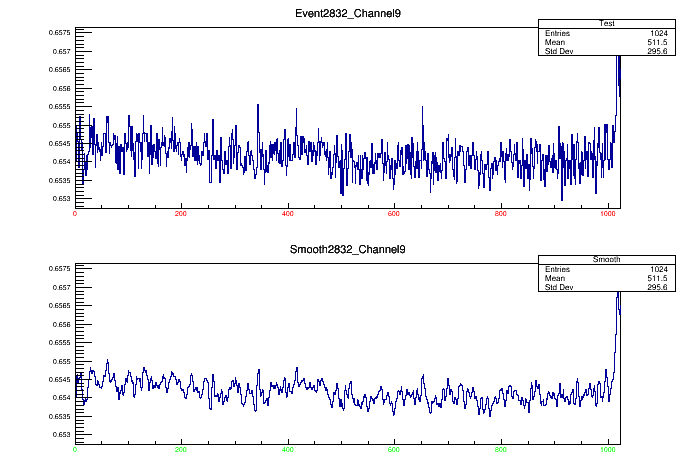 Event2832_Channel9
Test
Entries 1024
Mean 511.5
Std Dev 295.6
0.6575
0.657
0.6565
0.656
0.6555
0.655
0.6545
0.654
0.6535
0.653
0 200 400 600 800 1000
Smooth2832_Channel9
Smooth
Entries 1024
Mean 511.5
Std Dev 295.6
0.6575
0.657
0.6565
0.656
0.6555
0.655
0.6545
0.654
0.6535
0.653
0 200 400 600 800 1000